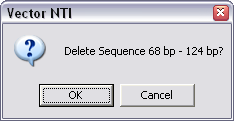 Vector NTI
Delete Sequence 68 bp - 124 bp?
OK
Cancel